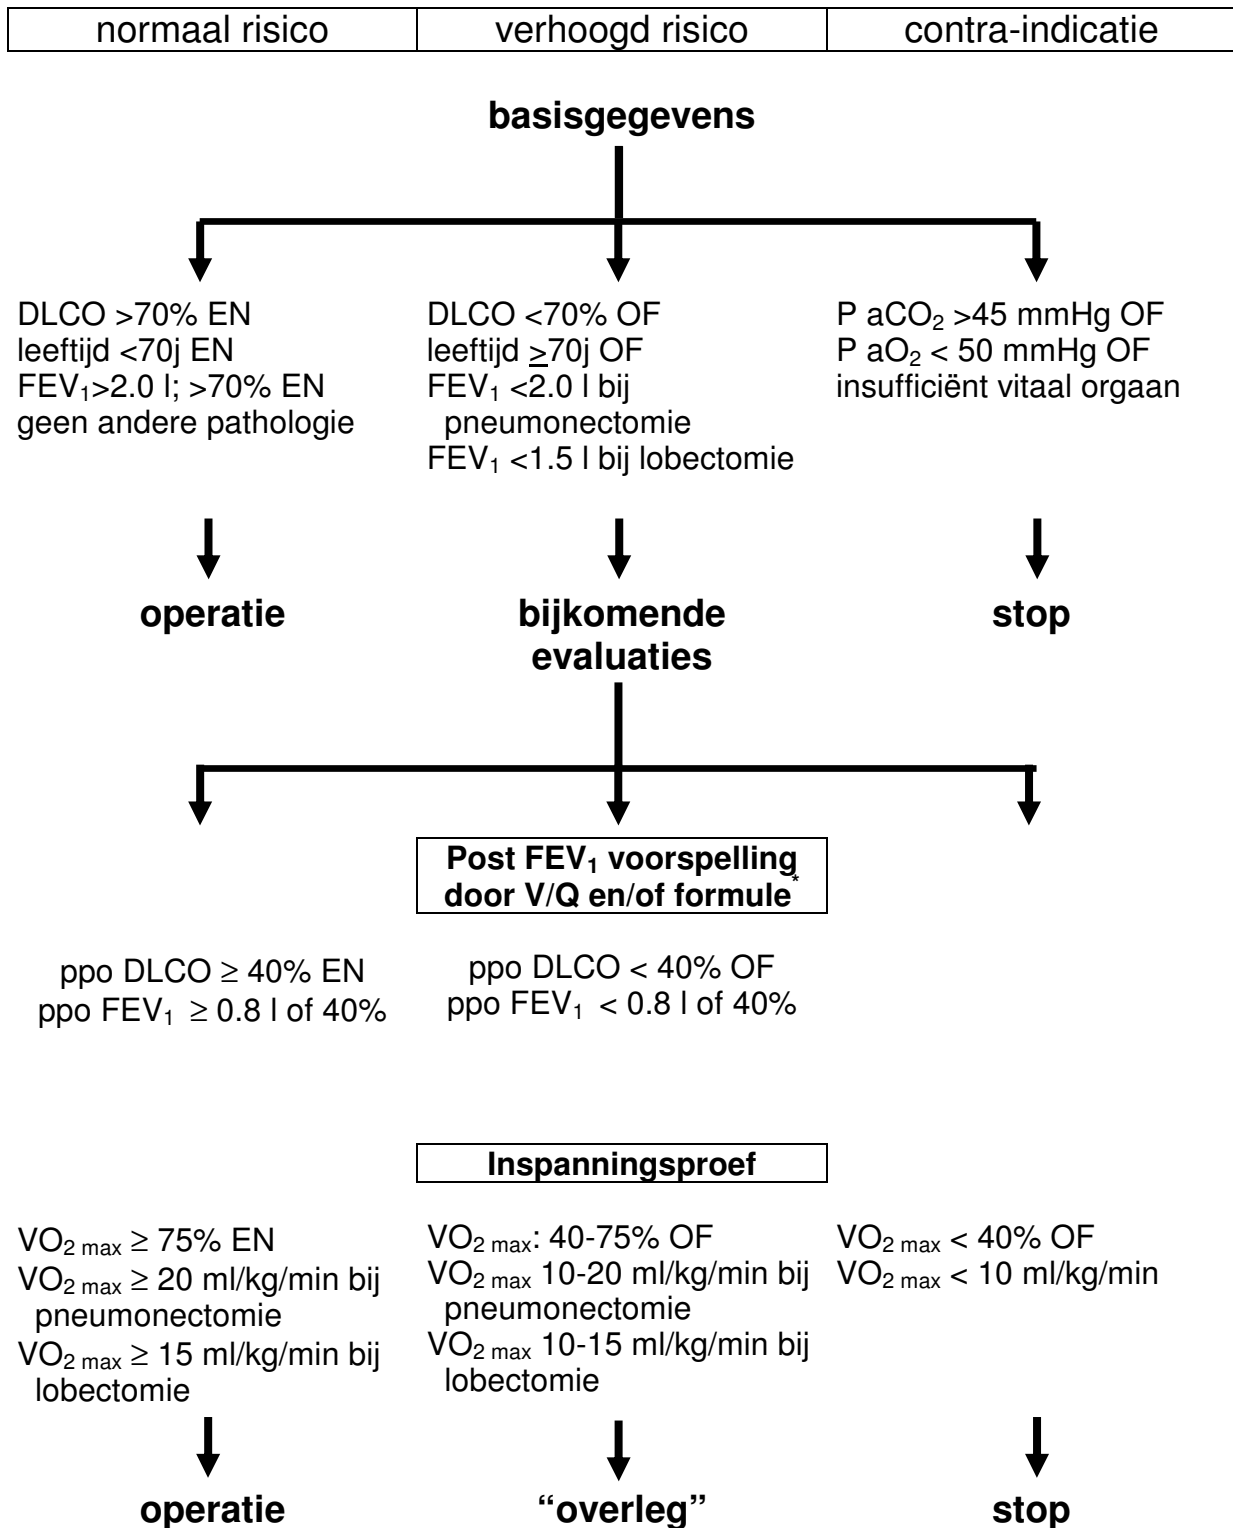 normaal risico
verhoogd risico
contra-indicatie
basisgegevens
DLCO >70% EN
leeftijd <70j EN
FEV₁>2.0 l; >70% EN
geen andere pathologie
DLCO <70% OF
leeftijd ≥70j OF
FEV₁ <2.0 l bij
pneumonectomie
FEV₁ <1.5 l bij lobectomie
P aCO₂ >45 mmHg OF
P aO₂ < 50 mmHg OF
insufficiënt vitaal orgaan
operatie
bijkomende
evaluaties
stop
Post FEV₁ voorspelling
door V/Q en/of formule*
ppo DLCO ≥ 40% EN
ppo FEV₁ ≥ 0.8 l of 40%
ppo DLCO < 40% OF
ppo FEV₁ < 0.8 l of 40%
Inspanningsproef
VO₂ max ≥ 75% EN
VO₂ max ≥ 20 ml/kg/min bij
pneumonectomie
VO₂ max ≥ 15 ml/kg/min bij
lobectomie
VO₂ max: 40-75% OF
VO₂ max 10-20 ml/kg/min bij
pneumonectomie
VO₂ max 10-15 ml/kg/min bij
lobectomie
VO₂ max < 40% OF
VO₂ max < 10 ml/kg/min
operatie
“overleg”
stop